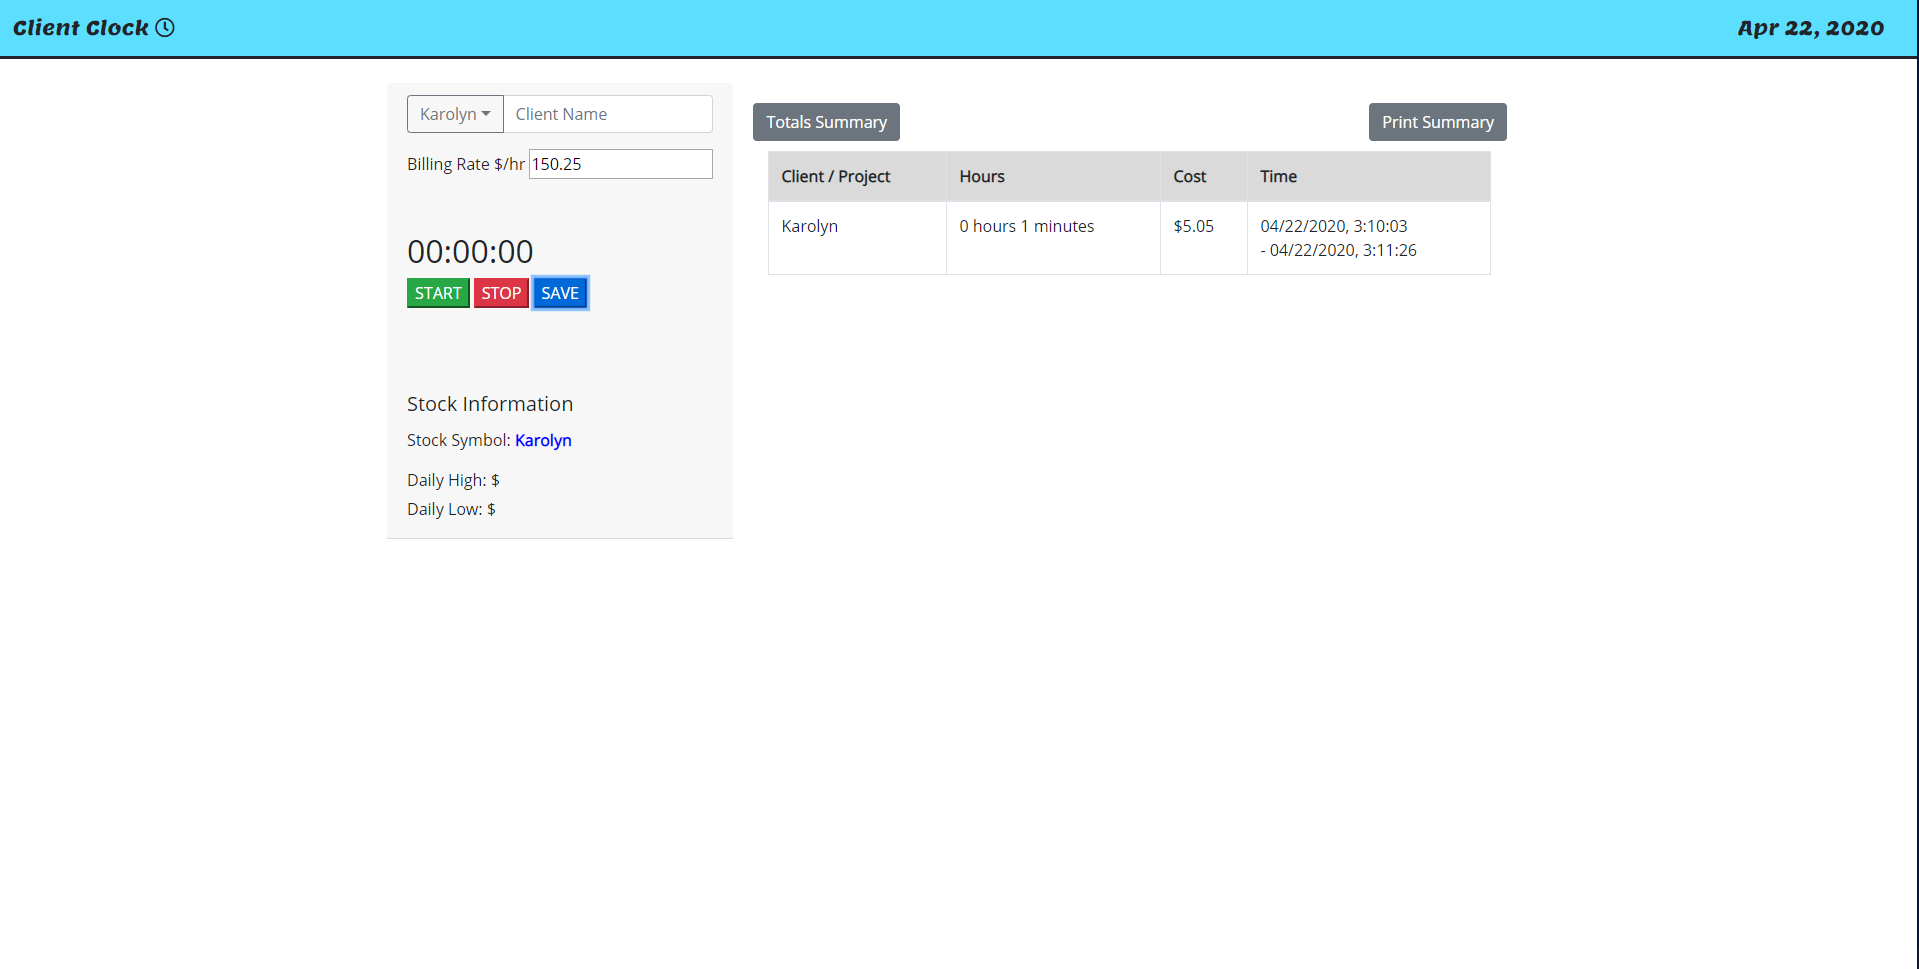 Client Clock
Apr 22, 2020
Karolyn
Client Name
Billing Rate $/hr 150.25
00:00:00
START STOP SAVE
Stock Information
Stock Symbol: Karolyn
Daily High: $
Daily Low: $
Totals Summary
Print Summary
Client / Project Hours Cost Time
Karolyn 0 hours 1 minutes $5.05 04/22/2020, 3:10:03
- 04/22/2020, 3:11:26